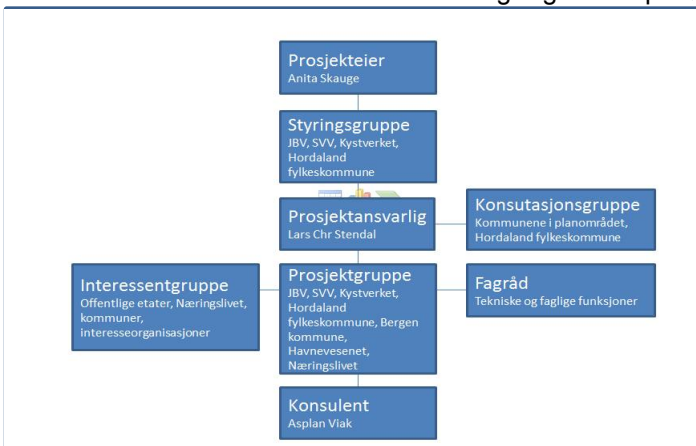 Prosjekteier
Anita Skauge
Styringsgruppe
JBV, SVV, Kystverket,
Hordaland
fylkeskommune
Prosjektansvarlig
Lars Chr Stendal
Konsutasjonsgruppe
Kommunene i planområdet,
Hordaland fylkeskommune
Interessentgruppe
Offentlige etater, Næringslivet,
kommuner,
interesseorganisasjoner
Prosjektgruppe
JBV, SVV, Kystverket,
Hordaland
fylkeskommune, Bergen
kommune,
Havnevesenet,
Næringslivet
Fagråd
Tekniske og faglige funksjoner
Konsulent
Asplan Viak